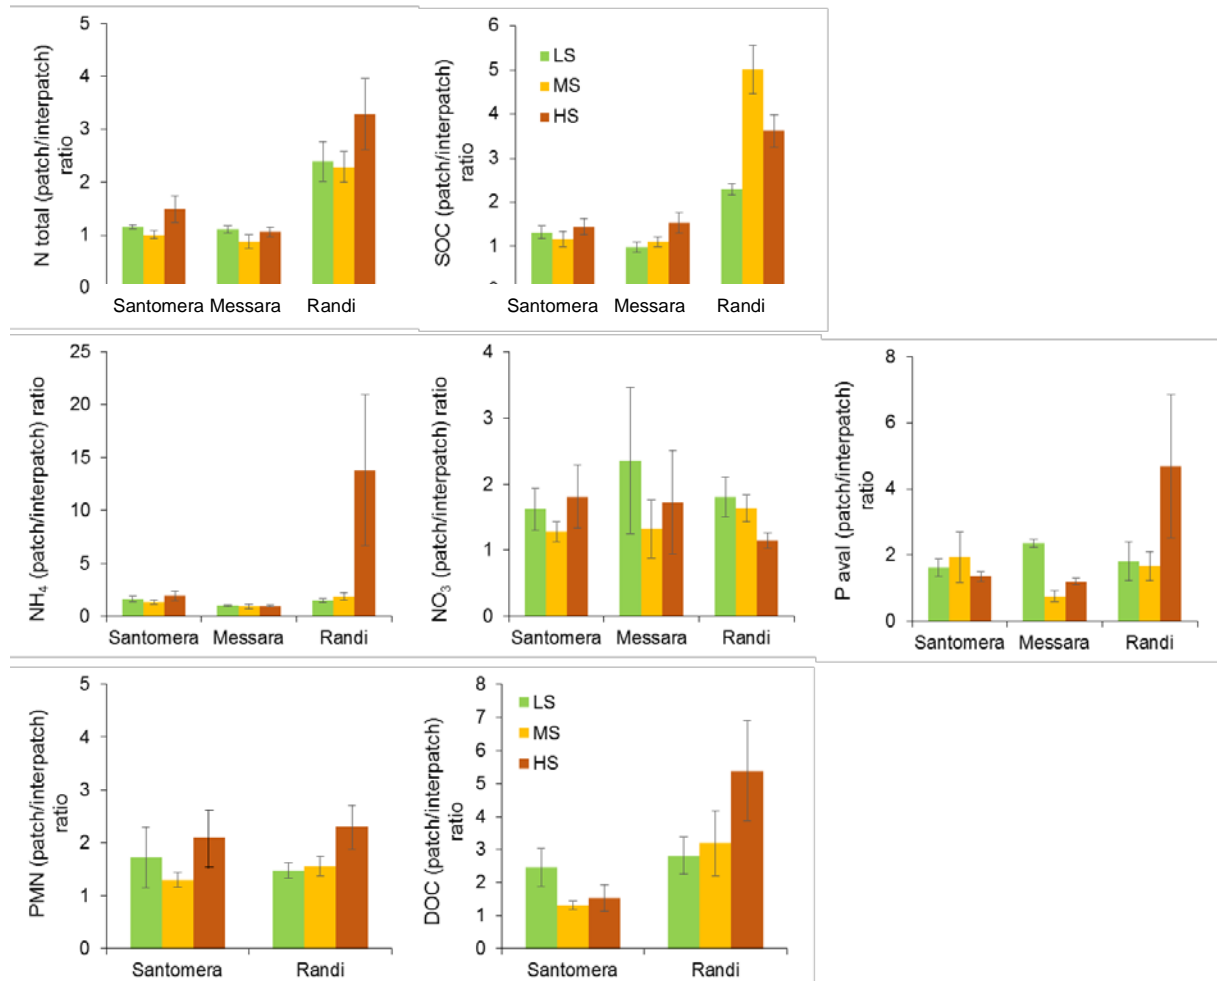 N total (patch/interpatch)
ratio
5
4
3
2
1
0
Santomera Messara Randi
SOC (patch/interpatch)
ratio
6
5
4
3
2
1
LS
MS
HS
Santomera Messara Randi
NH4 (patch/interpatch) ratio
25
20
15
10
5
0
Santomera Messara Randi
NO3 (patch/interpatch) ratio
4
3
2
1
0
Santomera Messara Randi
P aval (patch/interpatch)
ratio
8
6
4
2
0
Santomera Messara Randi
PMN (patch/interpatch)
ratio
5
4
3
2
1
0
Santomera Randi
DOC (patch/interpatch)
ratio
8
7
6
5
4
3
2
1
0
LS
MS
HS
Santomera Randi